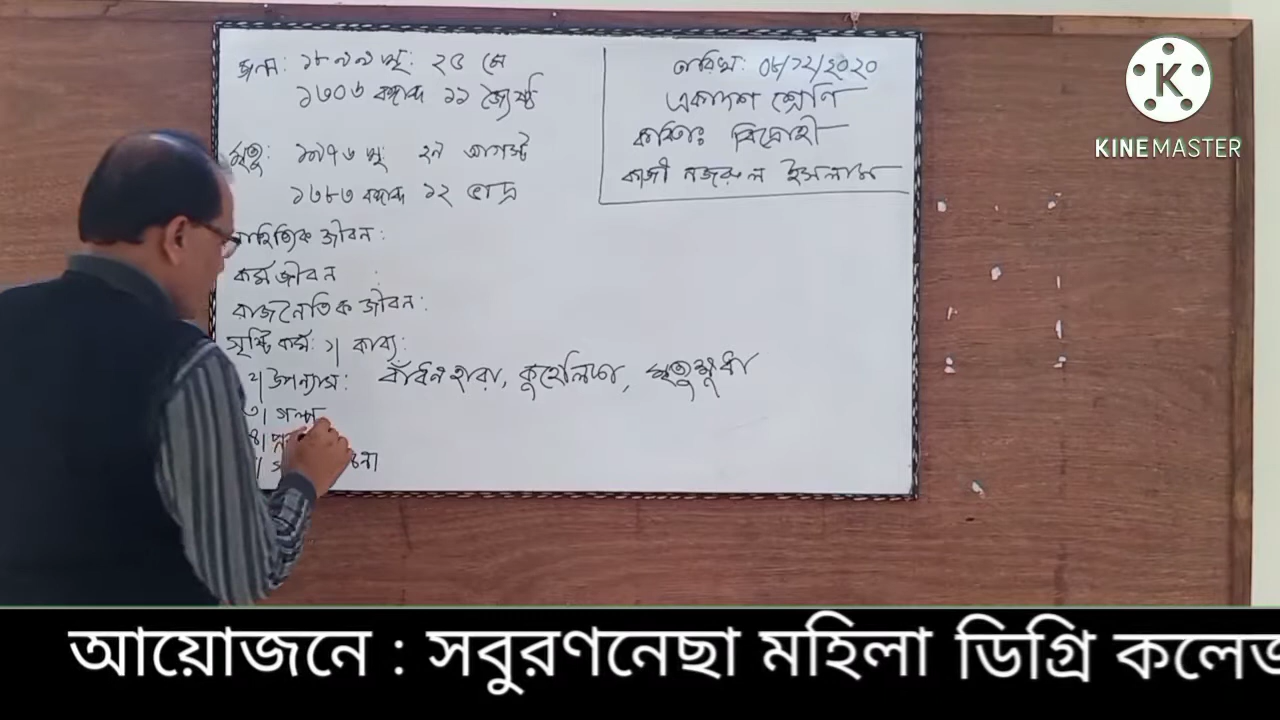 জন্ম: ১৮৯৯ খৃ: ২৫ মে
১৩০৬ বঙ্গাব্দ ১১ জ্যৈষ্ঠ
মৃত্যু: ১৯৭৬ খৃ: ২৯ আগস্ট
১৩৮৩ বঙ্গাব্দ ১২ ভাদ্র
সাহিত্যিক জীবন:
কর্ম জীবন :
রাজনৈতিক জীবন:
সৃষ্টি কর্ম: ১| কাব্য:
২| উপন্যাস: বাঁধনহারা, কুহেলিকা, মৃত্যুক্ষুধা
৩| গল্প
৪|
তারিখ: ০৮/১২/২০২০
একাদশ শ্রেণি
কবিতা: বিদ্রোহী
কাজী নজরুল ইসলাম
KINEMASTER
আয়োজনে : সবুরণনেছা মহিলা ডিগ্রি কলেজ